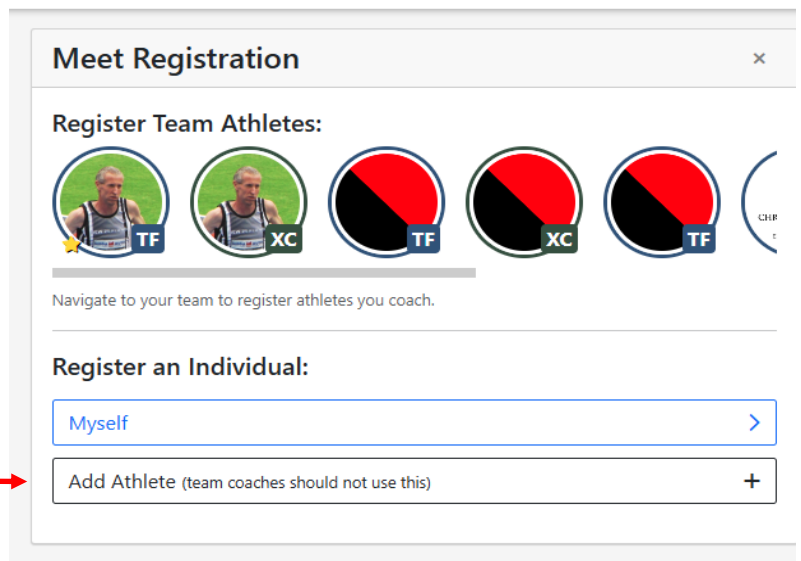 Meet Registration ×
Register Team Athletes:
TF XC TF XC TF
Navigate to your team to register athletes you coach.
Register an Individual:
Myself
Add Athlete (team coaches should not use this) +